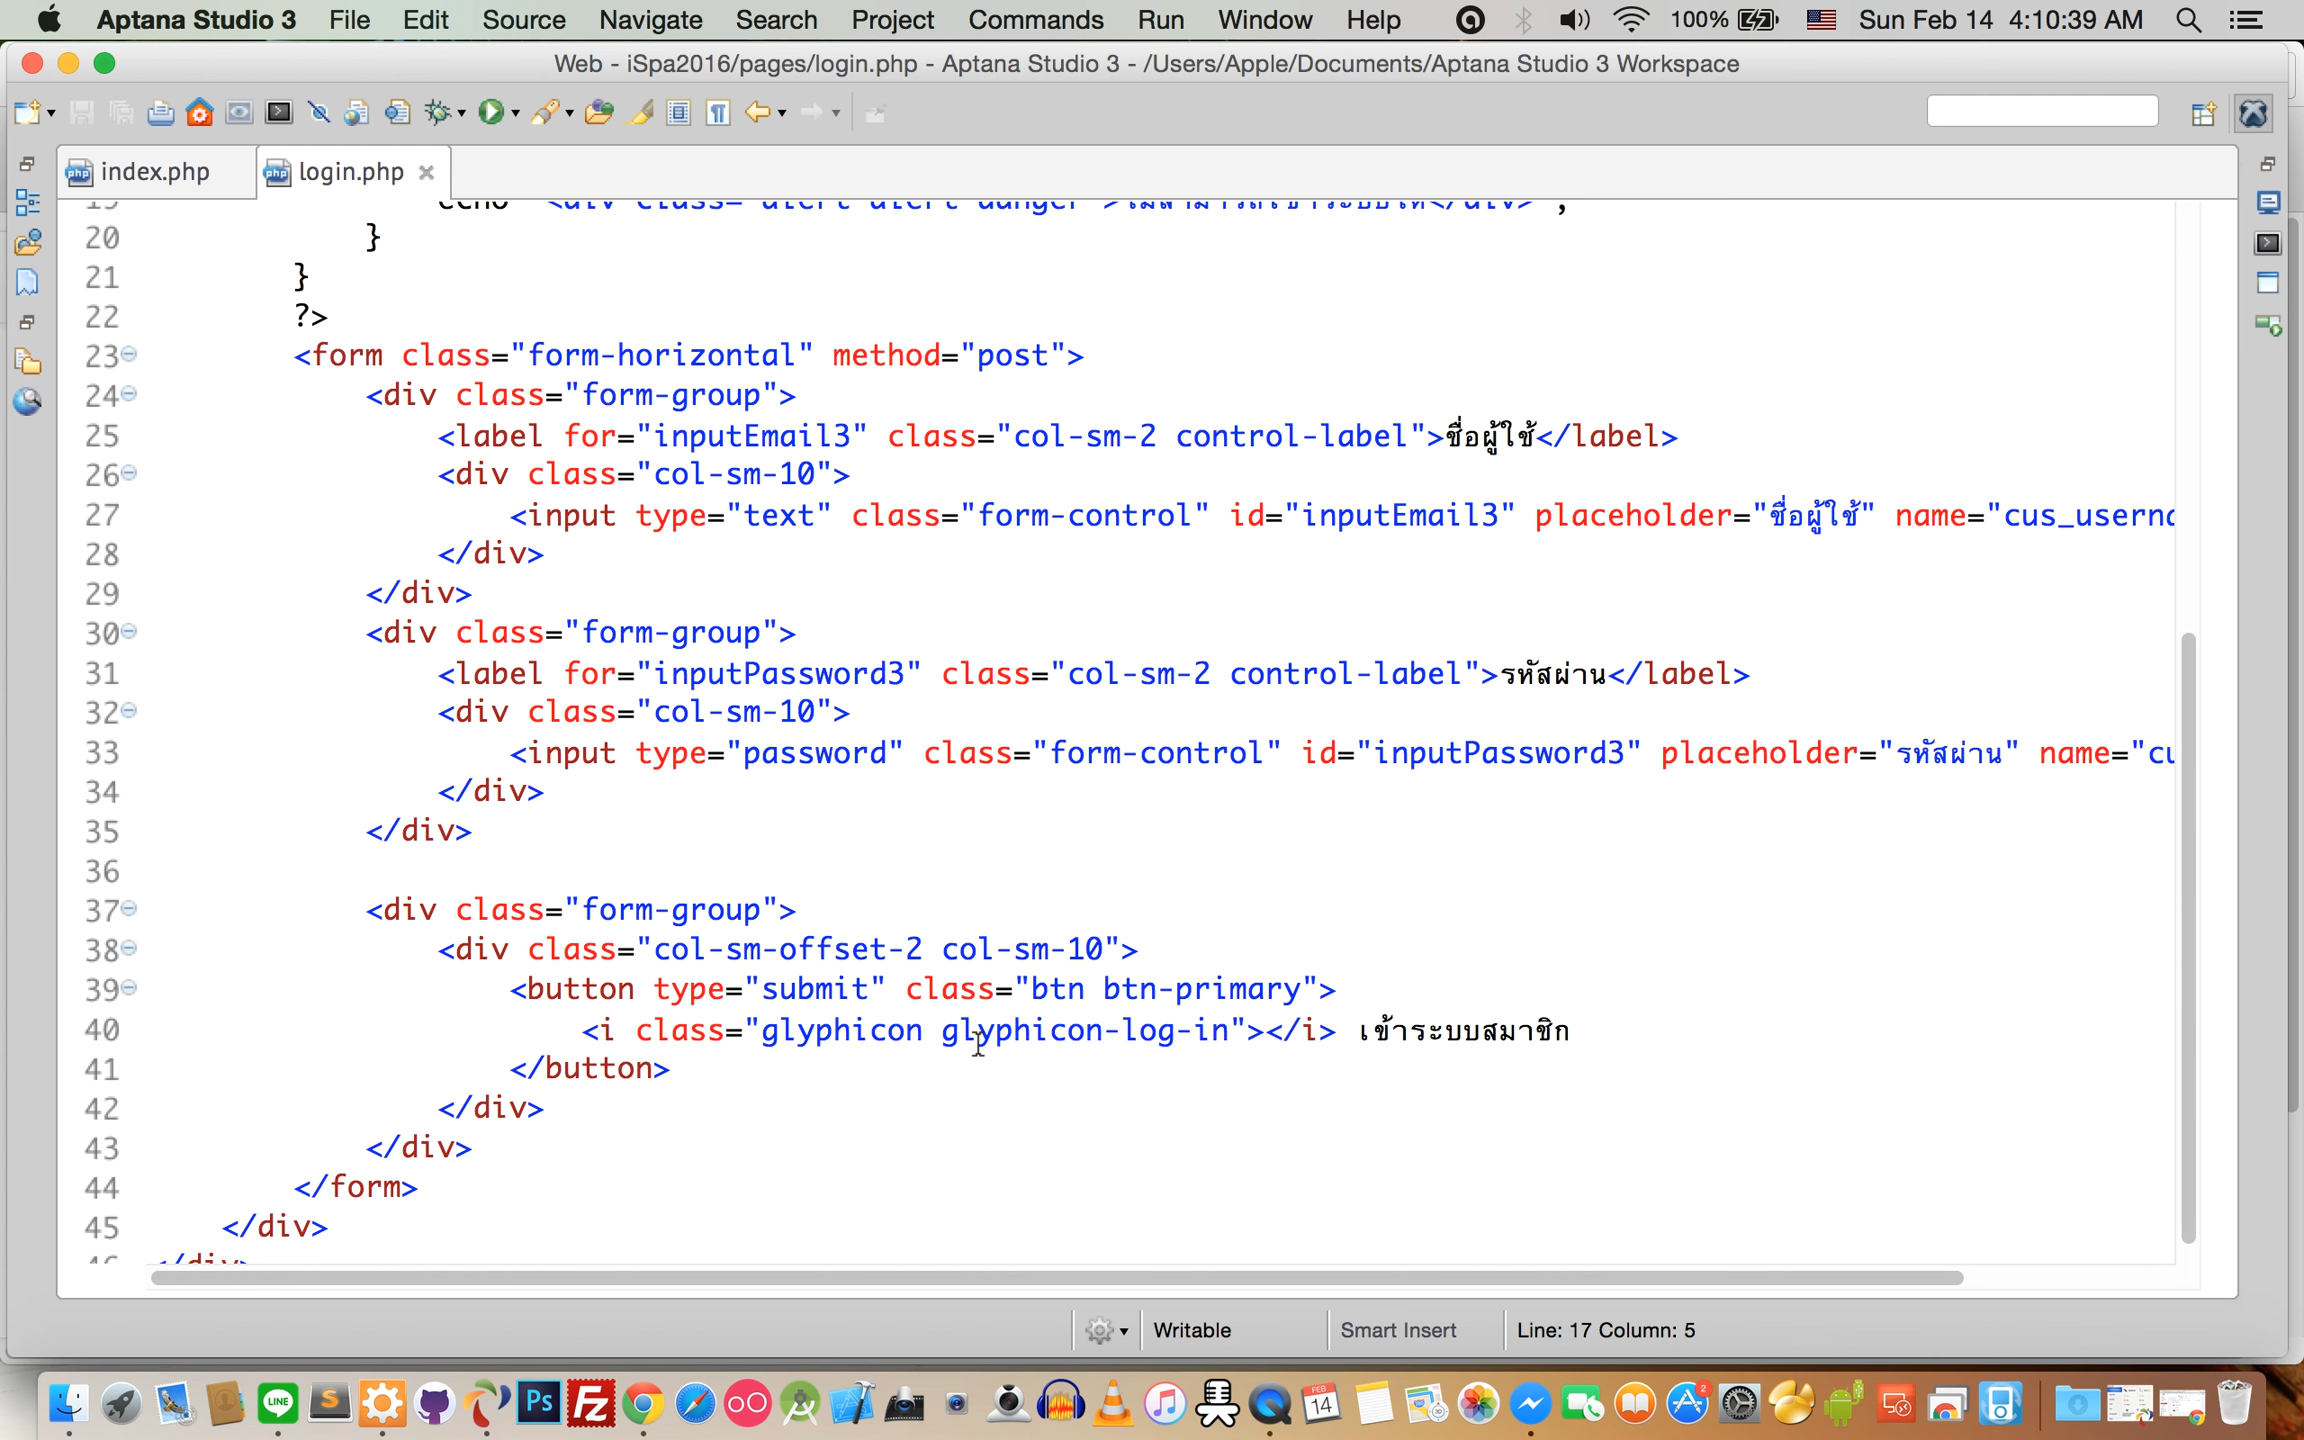 Aptana Studio 3 File Edit Source Navigate Search Project Commands Run Window Help 100% Sun Feb 14 4:10:39 AM
Web - iSpa2016/pages/login.php - Aptana Studio 3 - /Users/Apple/Documents/Aptana Studio 3 Workspace
index.php login.php
20 }
21 }
22 ?>
23 <form class="form-horizontal" method="post">
24 <div class="form-group">
25 <label for="inputEmail3" class="col-sm-2 control-label">ชื่อผู้ใช้</label>
26 <div class="col-sm-10">
27 <input type="text" class="form-control" id="inputEmail3" placeholder="ชื่อผู้ใช้" name="cus_userna
28 </div>
29 </div>
30 <div class="form-group">
31 <label for="inputPassword3" class="col-sm-2 control-label">รหัสผ่าน</label>
32 <div class="col-sm-10">
33 <input type="password" class="form-control" id="inputPassword3" placeholder="รหัสผ่าน" name="cu
34 </div>
35 </div>
36
37 <div class="form-group">
38 <div class="col-sm-offset-2 col-sm-10">
39 <button type="submit" class="btn btn-primary">
40 <i class="glyphicon glyphicon-log-in"></i> เข้าระบบสมาชิก
41 </button>
42 </div>
43 </div>
44 </form>
45 </div>
Writable Smart Insert Line: 17 Column: 5
LINE Ps Fz FEB 14 2